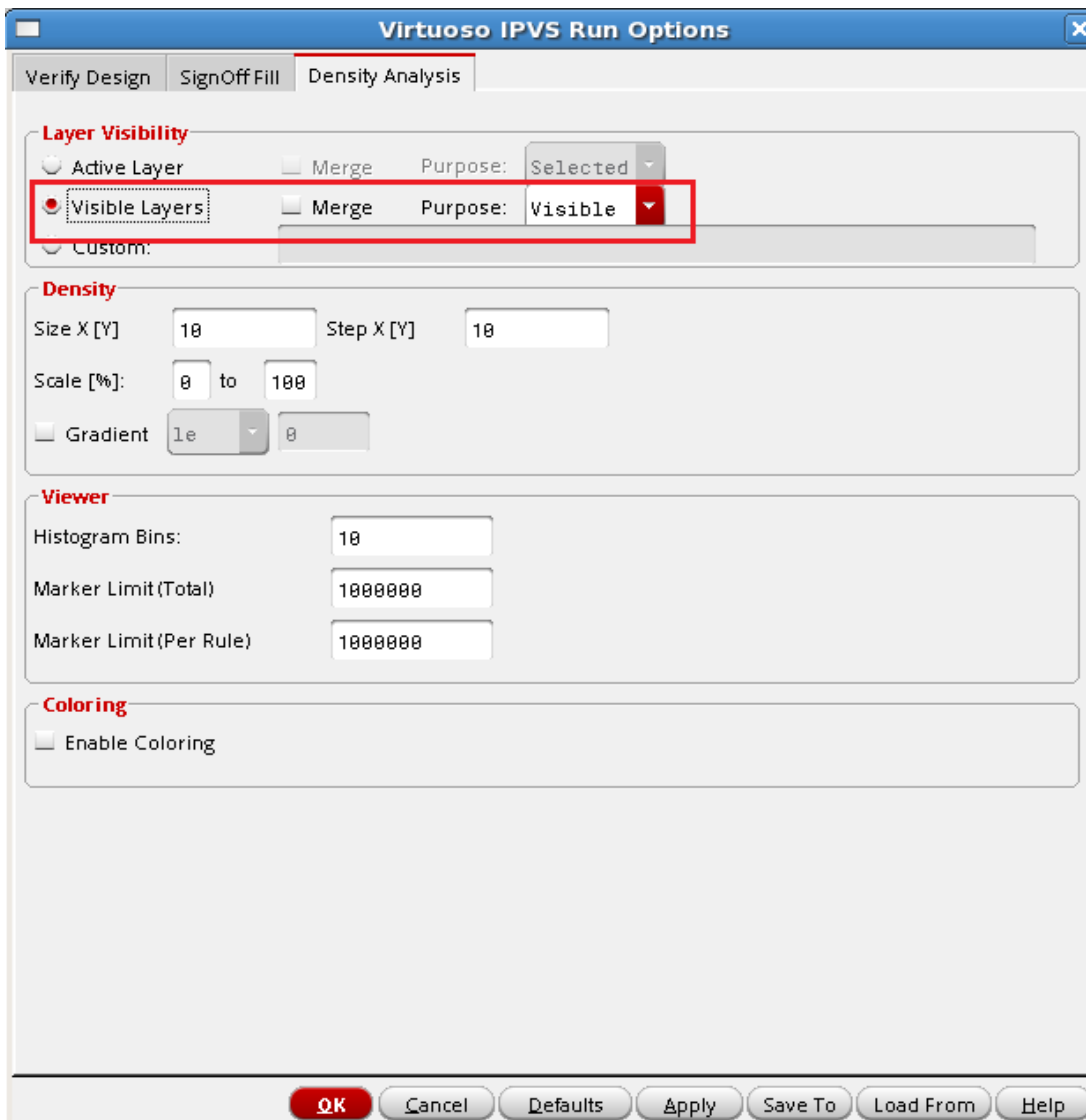 Virtuoso IPVS Run Options
Verify Design SignOff Fill Density Analysis
Layer Visibility
Active Layer Merge Purpose: Selected
Visible Layers Merge Purpose: Visible
Custom:
Density
Size X [Y] 10 Step X [Y] 10
Scale [%]: 0 to 100
Gradient le 0
Viewer
Histogram Bins: 10
Marker Limit (Total) 1000000
Marker Limit (Per Rule) 1000000
Coloring
Enable Coloring
OK Cancel Defaults Apply Save To Load From Help